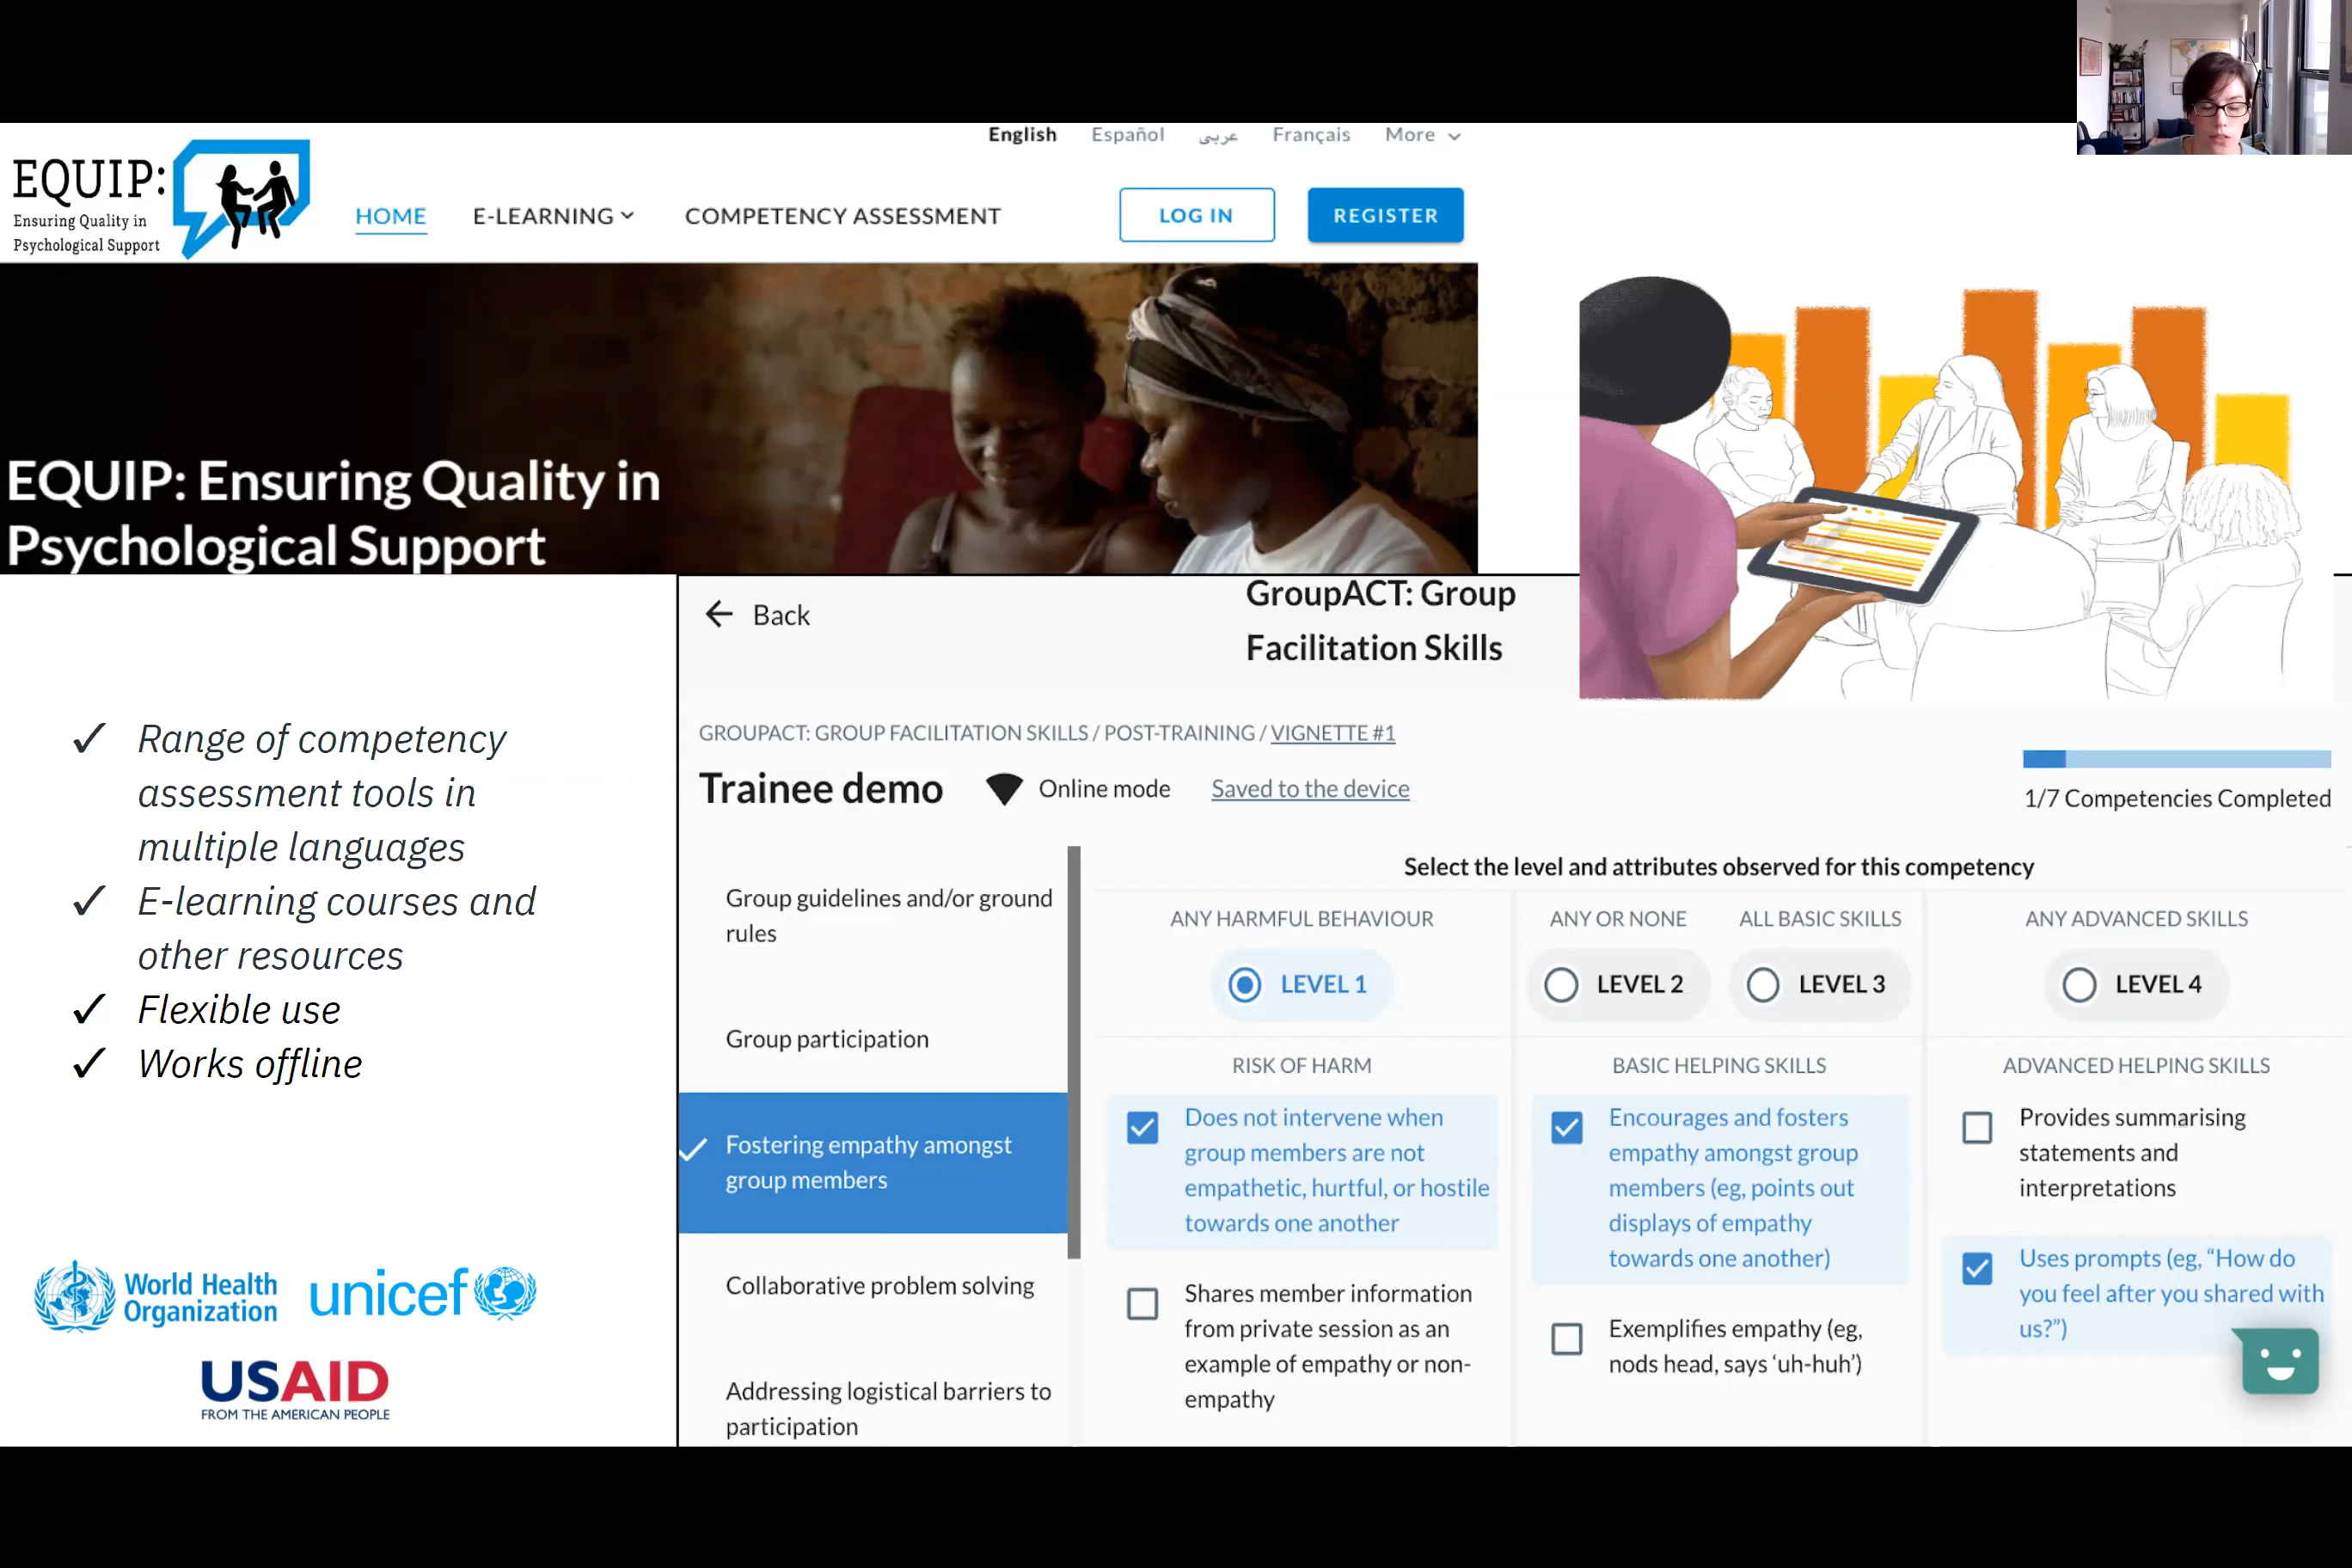 English Español عربى Français More
EQUIP:
Ensuring Quality in
Psychological Support
HOME E-LEARNING COMPETENCY ASSESSMENT LOG IN REGISTER
EQUIP: Ensuring Quality in
Psychological Support
✓ Range of competency
assessment tools in
multiple languages
✓ E-learning courses and
other resources
✓ Flexible use
✓ Works offline
World Health
Organization
unicef
USAID
FROM THE AMERICAN PEOPLE
← Back
GroupACT: Group
Facilitation Skills
GROUPACT: GROUP FACILITATION SKILLS / POST-TRAINING / VIGNETTE #1
Trainee demo Online mode Saved to the device
1/7 Competencies Completed
Group guidelines and/or ground
rules
Group participation
Fostering empathy amongst
group members
Collaborative problem solving
Addressing logistical barriers to
participation
Select the level and attributes observed for this competency
ANY HARMFUL BEHAVIOUR ANY OR NONE ALL BASIC SKILLS ANY ADVANCED SKILLS
LEVEL 1 LEVEL 2 LEVEL 3 LEVEL 4
RISK OF HARM
Does not intervene when
group members are not
empathetic, hurtful, or hostile
towards one another
Shares member information
from private session as an
example of empathy or non-
empathy
BASIC HELPING SKILLS
Encourages and fosters
empathy amongst group
members (eg, points out
displays of empathy
towards one another)
Exemplifies empathy (eg,
nods head, says ‘uh-huh’)
ADVANCED HELPING SKILLS
Provides summarising
statements and
interpretations
Uses prompts (eg, “How do
you feel after you shared with
us?”)